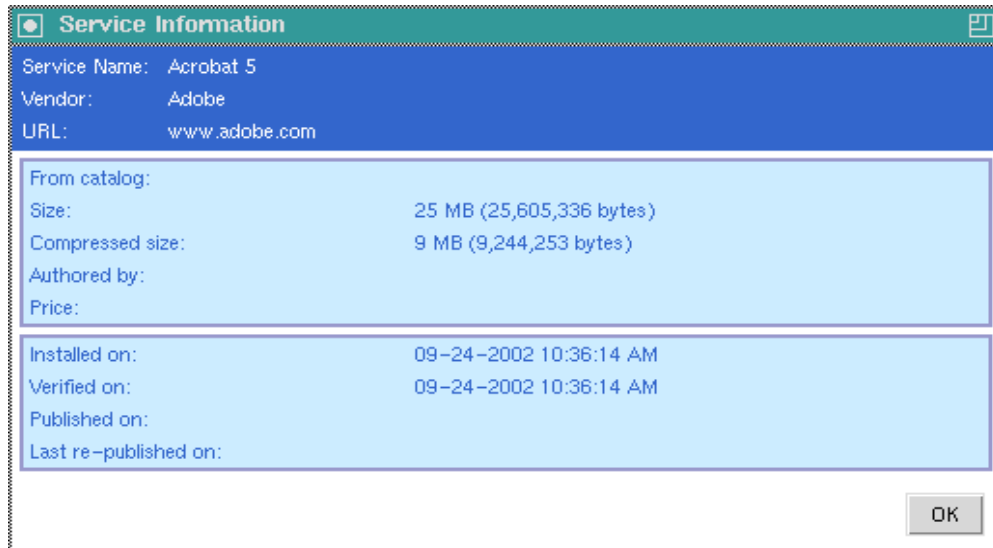 Service Information
Service Name: Acrobat 5
Vendor: Adobe
URL: www.adobe.com
From catalog:
Size: 25 MB (25,605,336 bytes)
Compressed size: 9 MB (9,244,253 bytes)
Authored by:
Price:
Installed on: 09-24-2002 10:36:14 AM
Verified on: 09-24-2002 10:36:14 AM
Published on:
Last re-published on:
OK